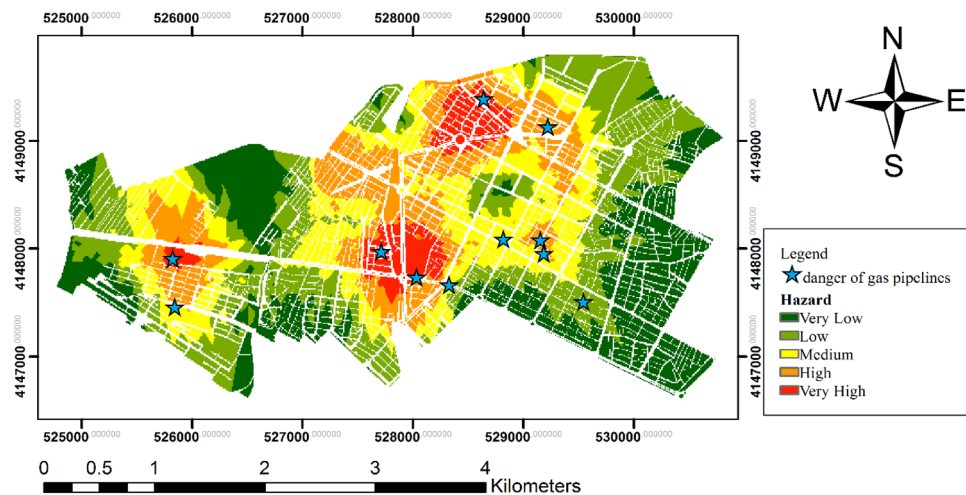 525000.000000 526000.000000 527000.000000 528000.000000 529000.000000 530000.000000
N
W E
S
4149000.000000 4149000.000000
4148000.000000 4148000.000000
4147000.000000 4147000.000000
Legend
danger of gas pipelines
Hazard
Very Low
Low
Medium
High
Very High
525000.000000 526000.000000 527000.000000 528000.000000 529000.000000 530000.000000
0 0.5 1 2 3 4
Kilometers